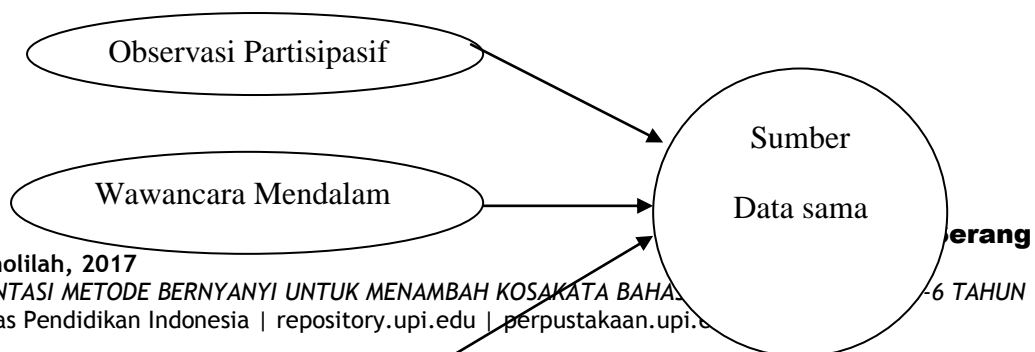 Observasi Partisipasif
Sumber
Wawancara Mendalam
Data sama
erang
olilah, 2017
NTASI METODE BERNYANYI UNTUK MENAMBAH KOSAKATA BAHAS -6 TAHUN
as Pendidikan Indonesia | repository.upi.edu | perpustakaan.upi.e